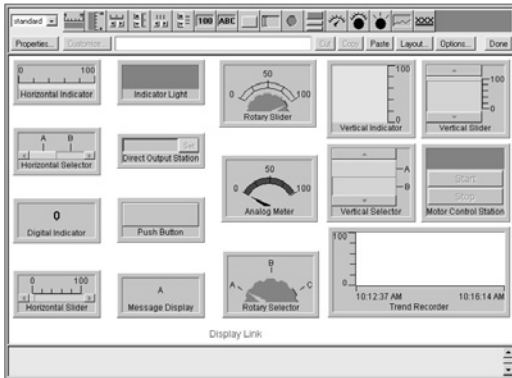 standard
100 ABC XXX
Properties... Customize... Cut Copy Paste Layout... Options... Done
0 100
Horizontal Indicator
Indicator Light
0 50 100
Rotary Slider
100 0
Vertical Indicator
100 0
Vertical Slider
A B
Horizontal Selector
Set
Direct Output Station
0 50 100
Analog Meter
A
B
Vertical Selector
Start
Stop
Motor Control Station
0
Digital Indicator
Push Button
0 100
Horizontal Slider
A
Message Display
A B C
Rotary Selector
100
0
10:12:37 AM 10:16:14 AM
Trend Recorder
Display Link